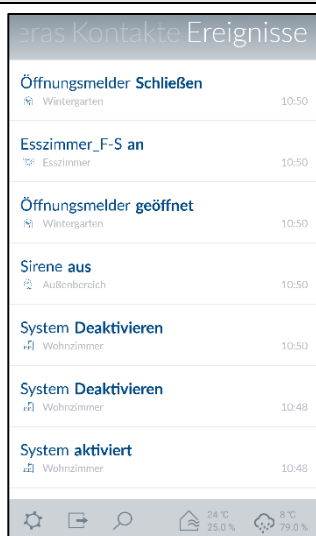 eras Kontakte Ereignisse
Öffnungsmelder Schließen
Wintergarten 10:50
Esszimmer_F-S an
Esszimmer 10:50
Öffnungsmelder geöffnet
Wintergarten 10:50
Sirene aus
Außenbereich 10:50
System Deaktivieren
Wohnzimmer 10:50
System Deaktivieren
Wohnzimmer 10:48
System aktiviert
Wohnzimmer 10:48
24 °C 8 °C
25.0 % 79.0 %